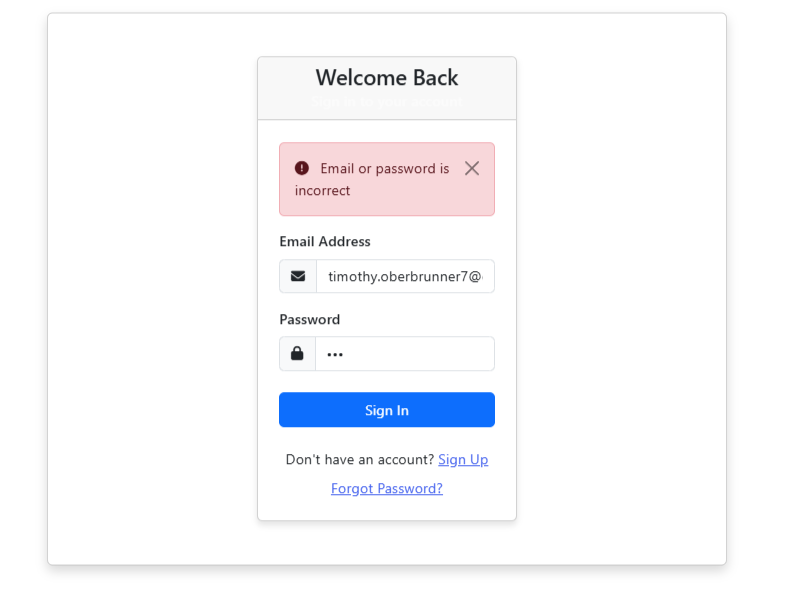 Welcome Back
Email or password is
incorrect
Email Address
timothy.oberbrunner7@
Password
Sign In
Don't have an account? Sign Up
Forgot Password?